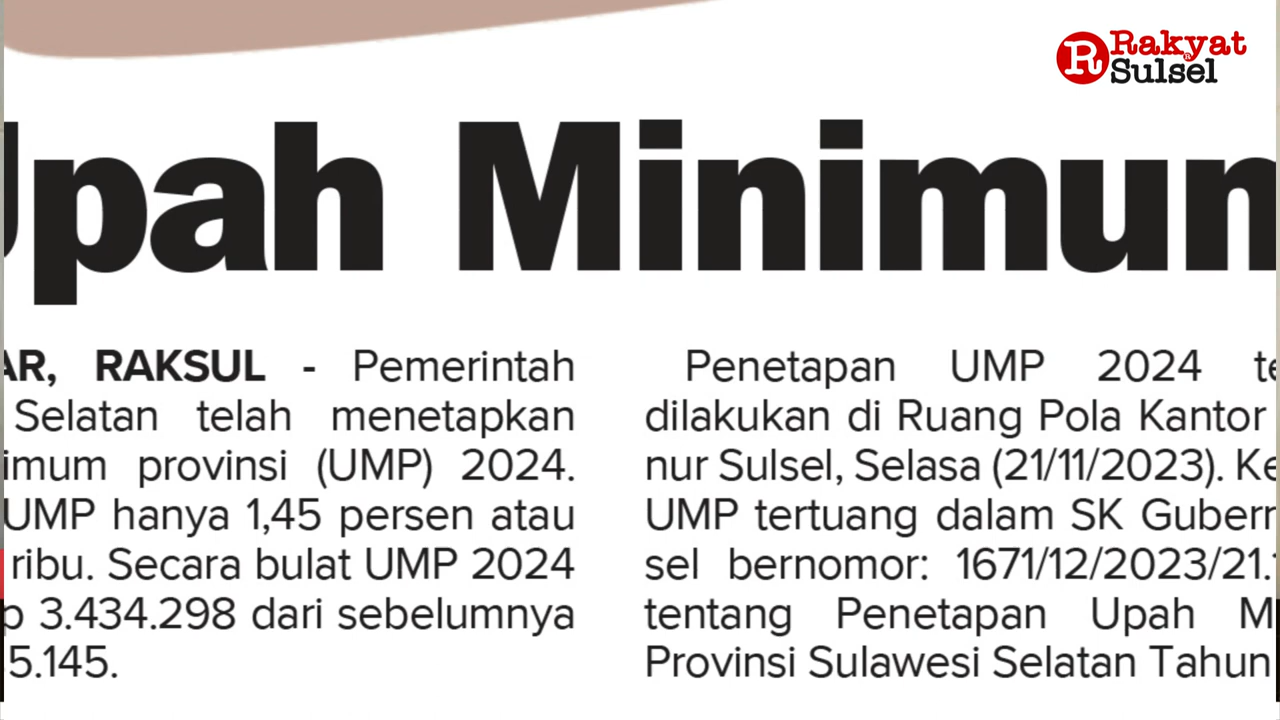 Rakyat
Sulsel
Upah Minimum
AR, RAKSUL - Pemerintah
Selatan telah menetapkan
imum provinsi (UMP) 2024.
UMP hanya 1,45 persen atau
ribu. Secara bulat UMP 2024
p 3.434.298 dari sebelumnya
5.145.
Penetapan UMP 2024 te
dilakukan di Ruang Pola Kantor
nur Sulsel, Selasa (21/11/2023). Ke
UMP tertuang dalam SK Gubern
sel bernomor: 1671/12/2023/21.
tentang Penetapan Upah M
Provinsi Sulawesi Selatan Tahun